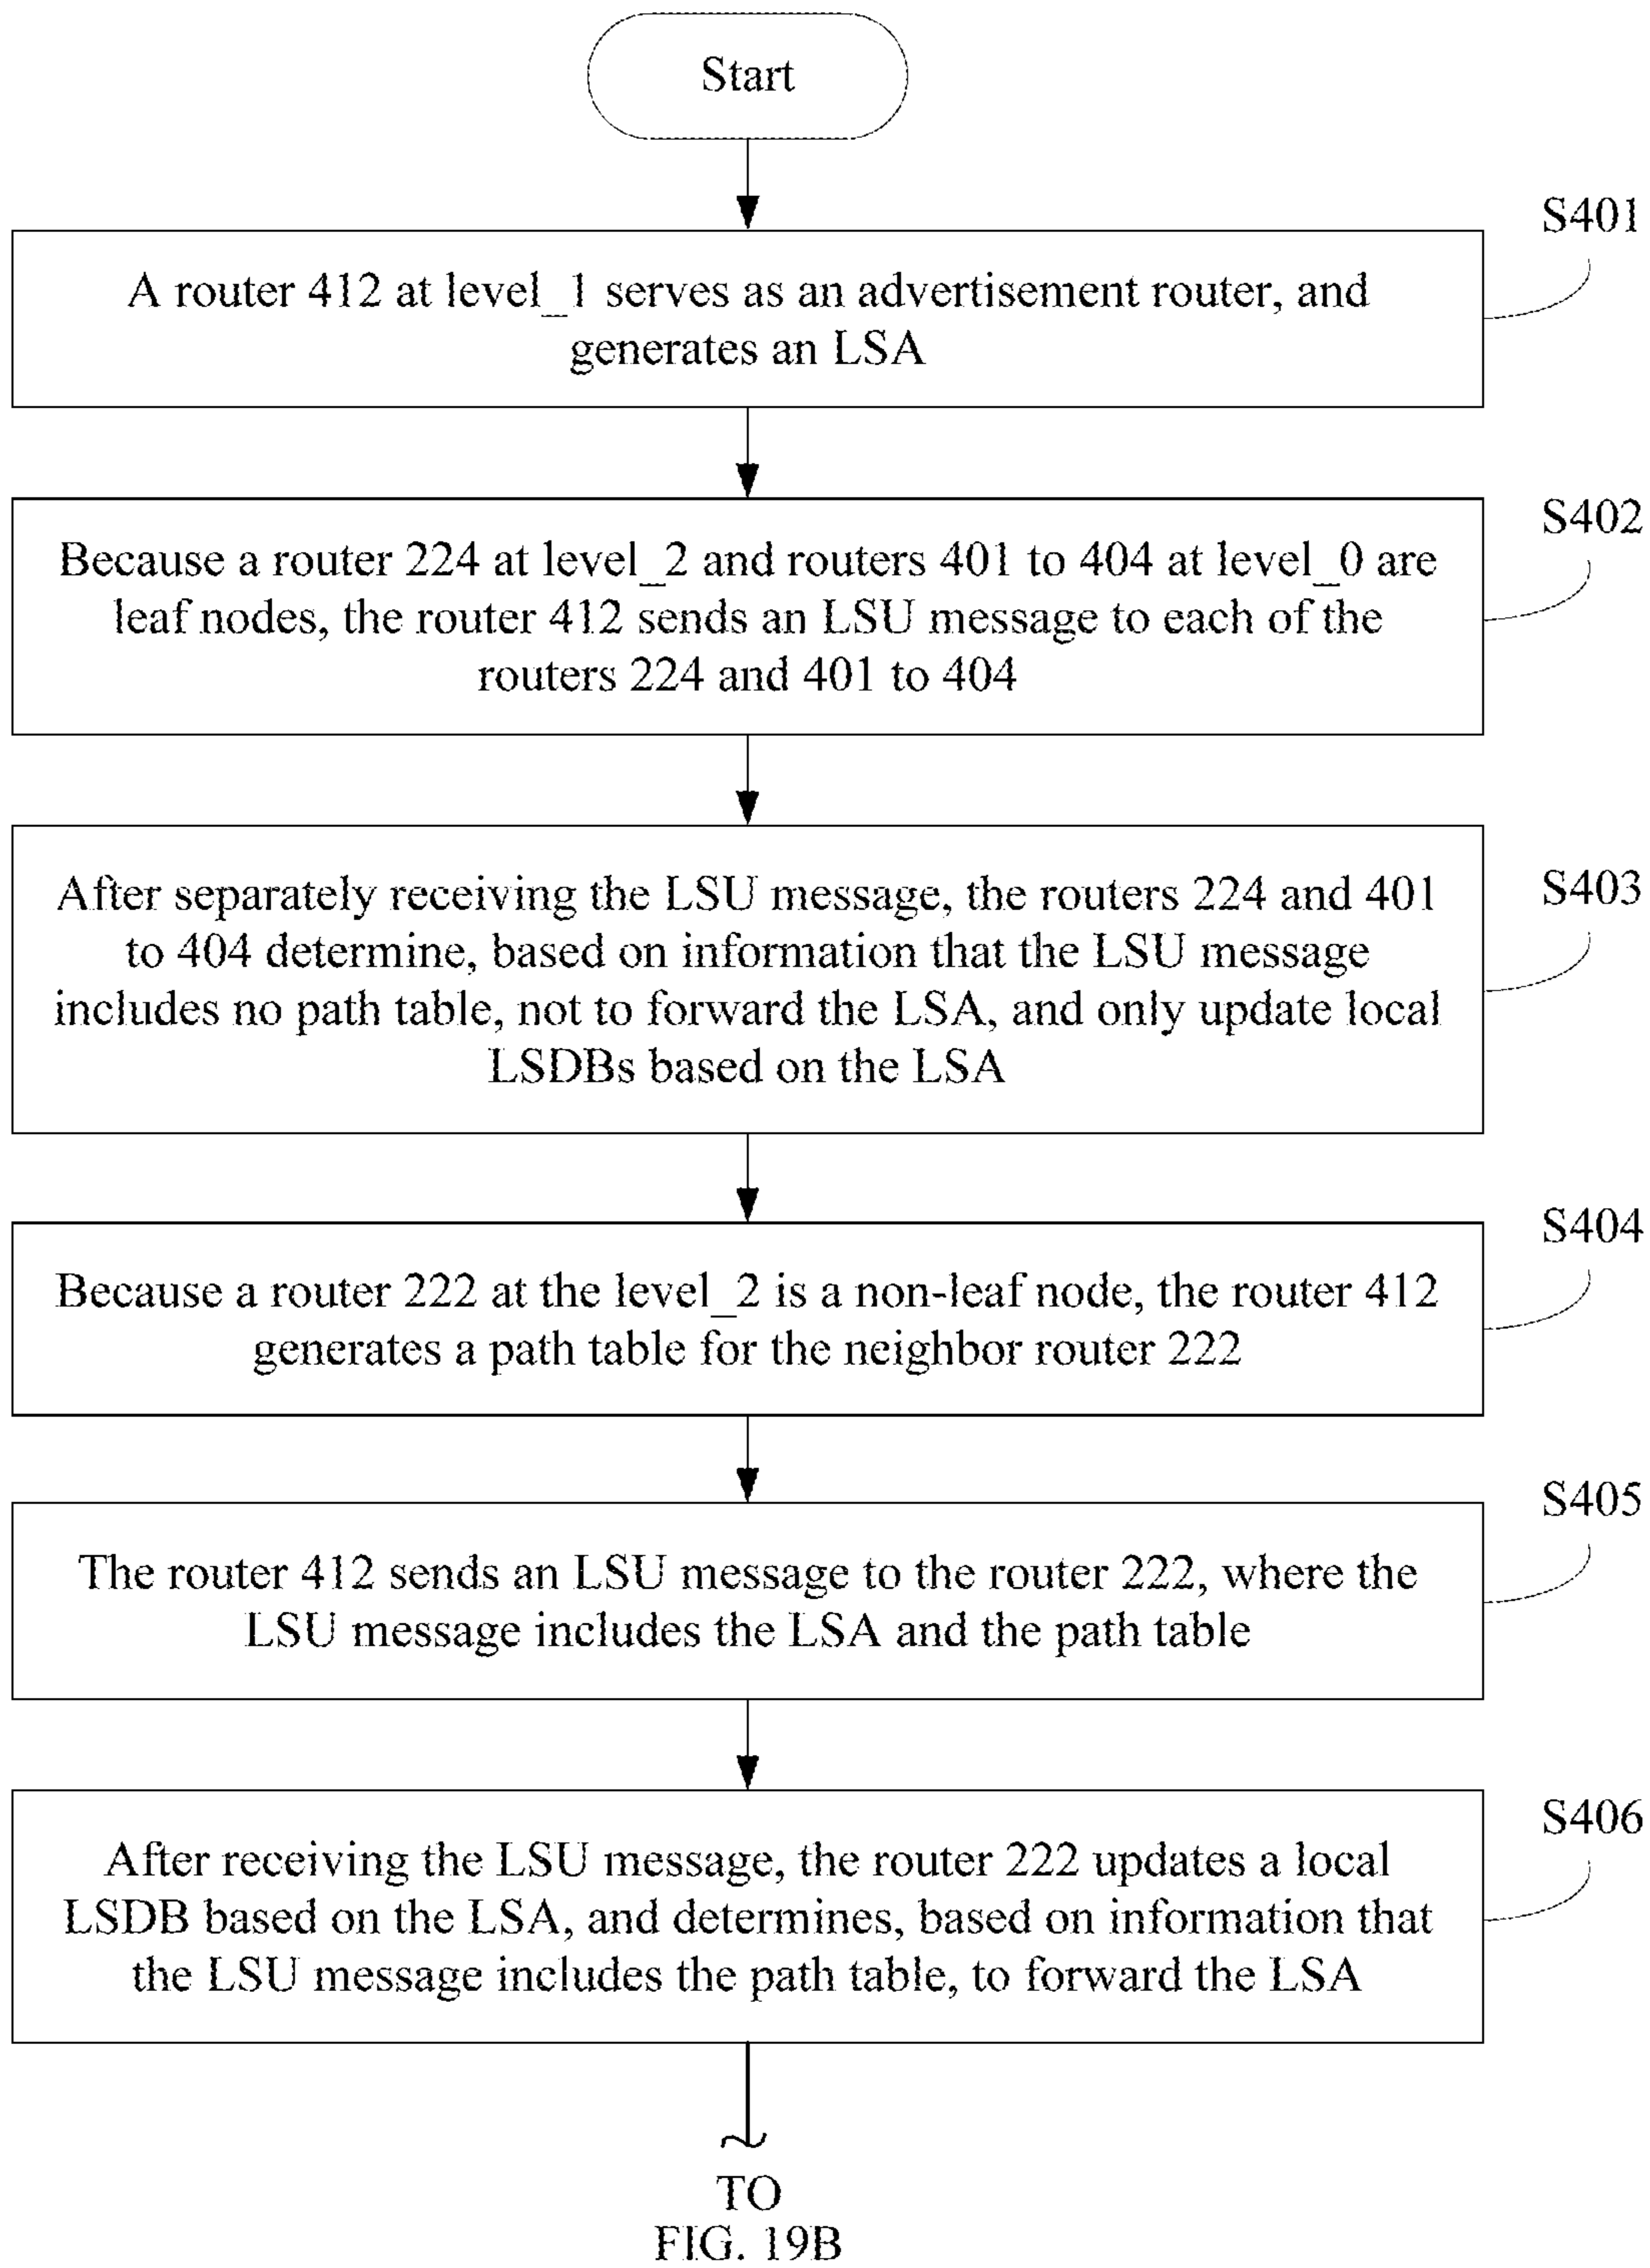 Start
S401
A router 412 at level_1 serves as an advertisement router, and
generates an LSA
S402
Because a router 224 at level_2 and routers 401 to 404 at level_0 are
leaf nodes, the router 412 sends an LSU message to each of the
routers 224 and 401 to 404
S403
After separately receiving the LSU message, the routers 224 and 401
to 404 determine, based on information that the LSU message
includes no path table, not to forward the LSA, and only update local
LSDBs based on the LSA
S404
Because a router 222 at the level_2 is a non-leaf node, the router 412
generates a path table for the neighbor router 222
S405
The router 412 sends an LSU message to the router 222, where the
LSU message includes the LSA and the path table
S406
After receiving the LSU message, the router 222 updates a local
LSDB based on the LSA, and determines, based on information that
the LSU message includes the path table, to forward the LSA
TO
FIG. 19B